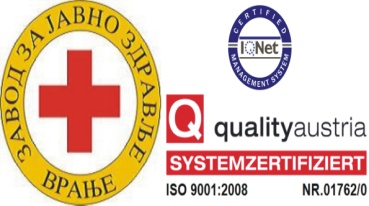 ЗАВОД ЗА ЈАВНО ЗДРАВЉЕ
ВРАЊЕ
CERTIFIED
IQNet
MANAGEMENT SYSTEM
Q qualityaustria
SYSTEMZERTIFIZIERT
ISO 9001:2008 NR.01762/0